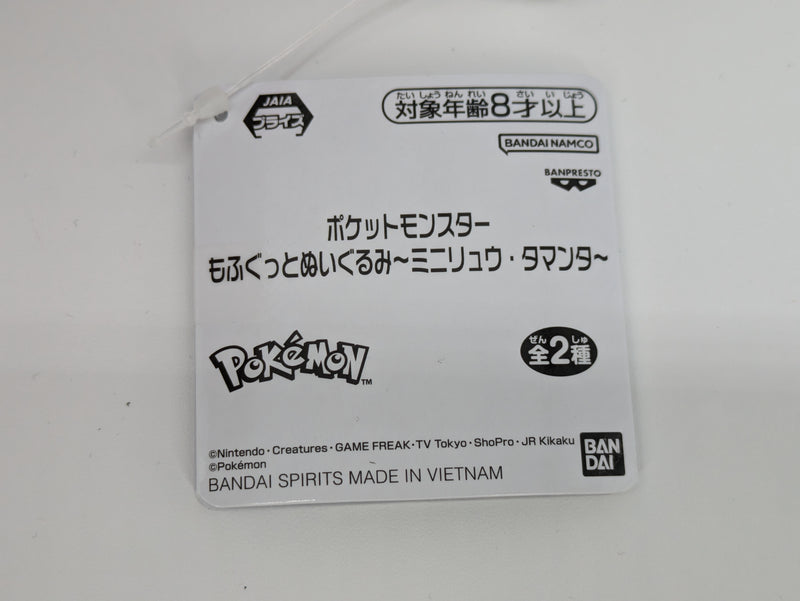 JAIA
プライズ
たいしょうねんれい さい いじょう
対象年齢8才以上
BANDAI NAMCO
BANPRESTO
ポケットモンスター
もふぐっとぬいぐるみ~ミニリュウ・タマンタ~
POKéMON™
ぜん しゅ
全2種
©Nintendo・Creatures・GAME FREAK・TV Tokyo・ShoPro・JR Kikaku
©Pokémon
BANDAI SPIRITS MADE IN VIETNAM
BAN
DAI